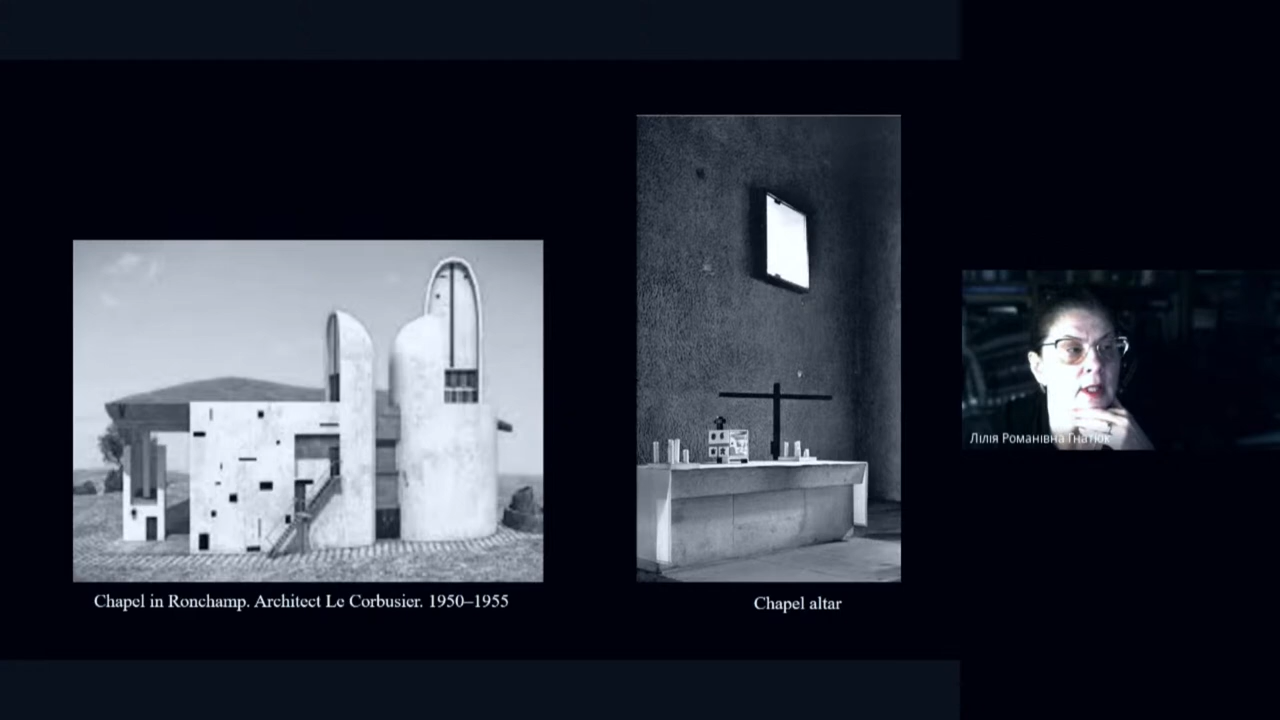 Chapel in Ronchamp. Architect Le Corbusier. 1950–1955
Chapel altar
Лілія Романівна Гнатюк